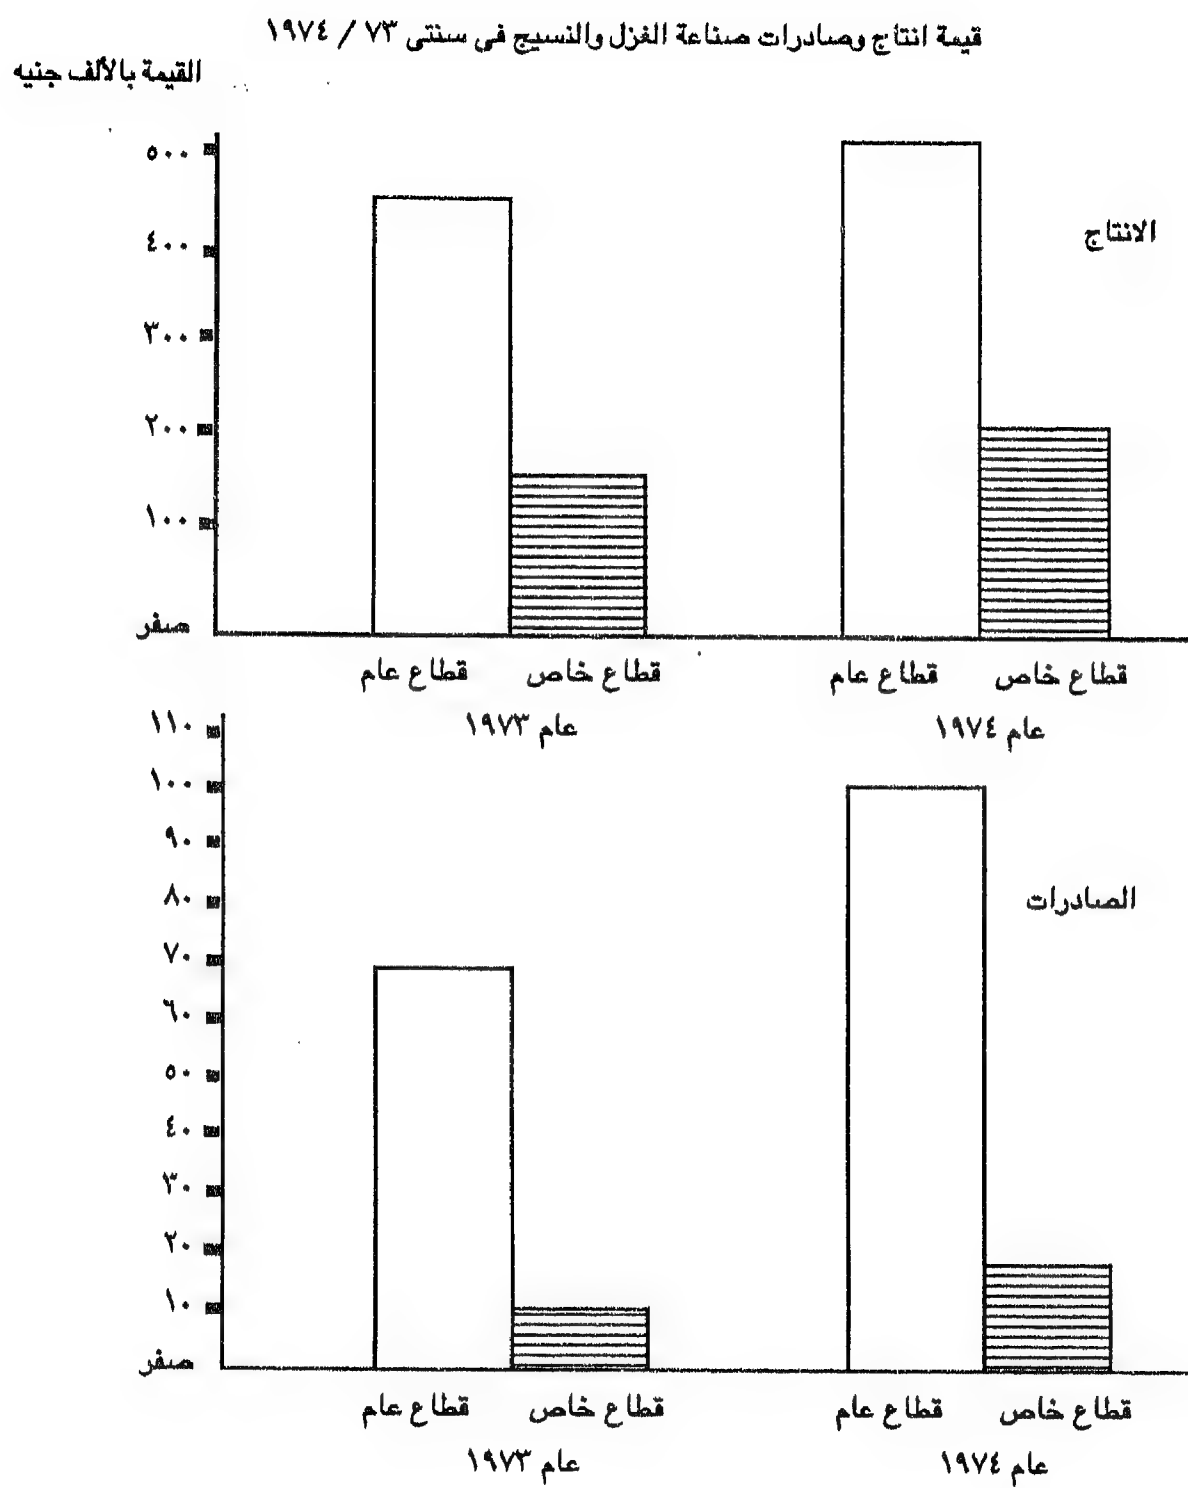 قيمة انتاج وصادرات صناعة الغزل والنسيج فى سنتى ٧٣ / ١٩٧٤
القيمة بالألف جنيه
٥٠٠
٤٠٠
٣٠٠
٢٠٠
١٠٠
صفر
الانتاج
قطاع عام قطاع خاص قطاع عام قطاع خاص
عام ١٩٧٣ عام ١٩٧٤
١١٠
١٠٠
٩٠
٨٠
٧٠
٦٠
٥٠
٤٠
٣٠
٢٠
١٠
صفر
الصادرات
قطاع عام قطاع خاص قطاع عام قطاع خاص
عام ١٩٧٣ عام ١٩٧٤